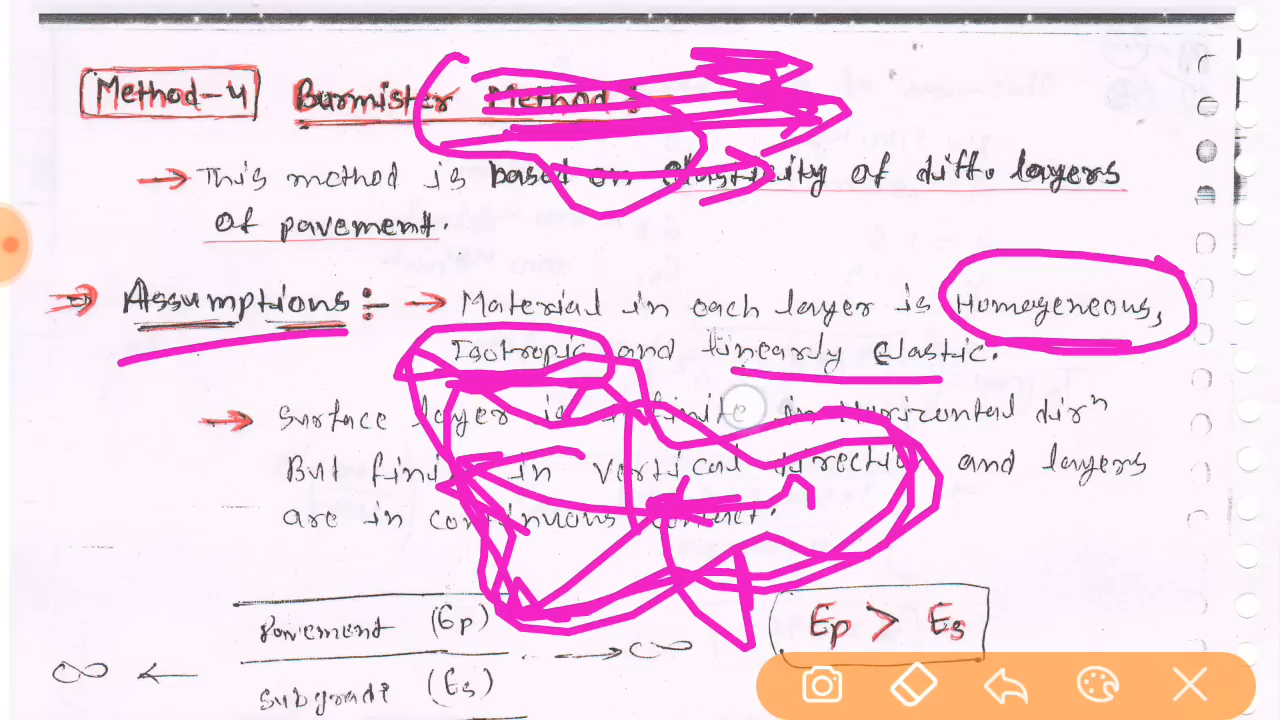 Method-4 Burmister Method:-
→ This method is based on elasticity of diff. layers
of pavement.
⇒ Assumptions:- → Material in each layer is Homogeneous,
Isotropic and linearly elastic.
→ Surface layer is infinite in Horizontal dirⁿ
But finite in vertical direction and layers
are in continuous contact.
Pavement (Ep)
Ep > Es
∞ ← → ∞
Subgrade (Es)